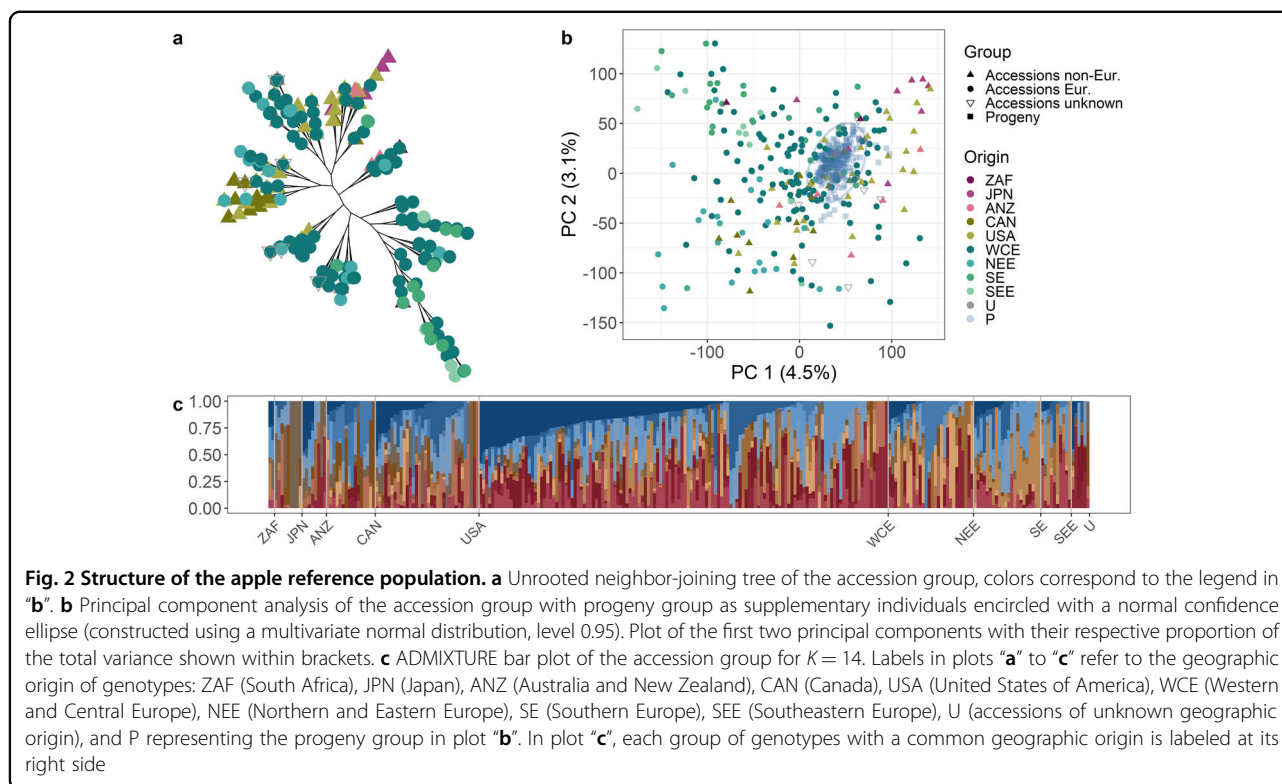 a
b
100
50
0
-50
-100
-150
PC 2 (3.1%)
-100
0
100
PC 1 (4.5%)
Group
Accessions non-Eur.
Accessions Eur.
Accessions unknown
Progeny
Origin
ZAF
JPN
ANZ
CAN
USA
WCE
NEE
SE
SEE
U
P
c
1.00
0.75
0.50
0.25
0.00
ZAF
JPN
ANZ
CAN
USA
WCE
NEE
SE
SEE
U
Fig. 2 Structure of the apple reference population. a Unrooted neighbor-joining tree of the accession group, colors correspond to the legend in
"b". b Principal component analysis of the accession group with progeny group as supplementary individuals encircled with a normal confidence
ellipse (constructed using a multivariate normal distribution, level 0.95). Plot of the first two principal components with their respective proportion of
the total variance shown within brackets. c ADMIXTURE bar plot of the accession group for K = 14. Labels in plots "a" to "c" refer to the geographic
origin of genotypes: ZAF (South Africa), JPN (Japan), ANZ (Australia and New Zealand), CAN (Canada), USA (United States of America), WCE (Western
and Central Europe), NEE (Northern and Eastern Europe), SE (Southern Europe), SEE (Southeastern Europe), U (accessions of unknown geographic
origin), and P representing the progeny group in plot "b". In plot "c", each group of genotypes with a common geographic origin is labeled at its
right side